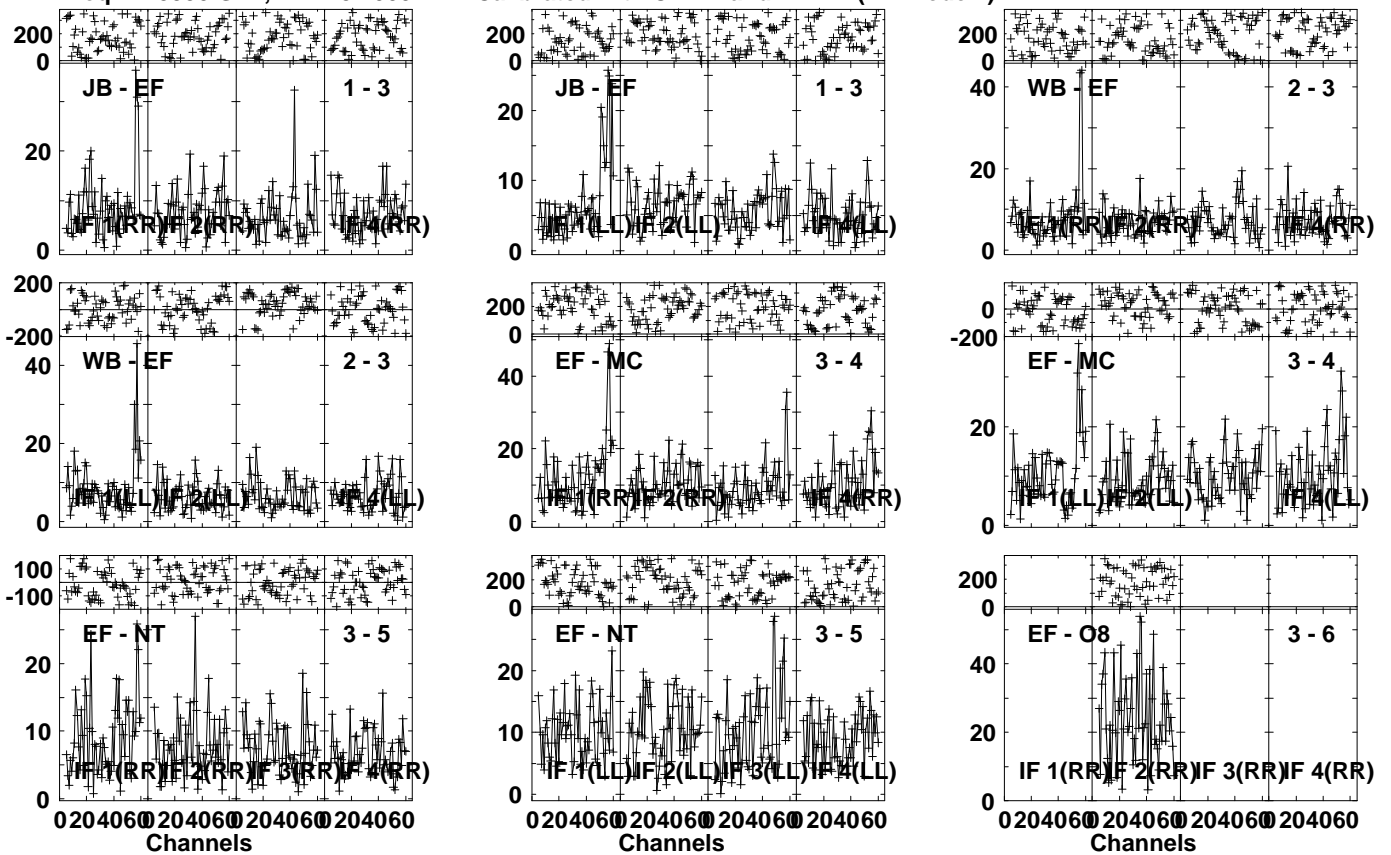 200
0
JB - EF 1 - 3
20
0
IF 1(RR) IF 2(RR) IF 4(RR)
200
0
JB - EF 1 - 3
20
10
0
IF 1(LL) IF 2(LL) IF 4(LL)
200
0
WB - EF 2 - 3
40
20
0
IF 1(RR) IF 2(RR) IF 4(RR)
200
0
-200
WB - EF 2 - 3
40
20
0
IF 1(LL) IF 2(LL) IF 4(LL)
200
0
EF - MC 3 - 4
40
20
0
IF 1(RR) IF 2(RR) IF 4(RR)
0
-200
EF - MC 3 - 4
20
0
IF 1(LL) IF 2(LL) IF 4(LL)
100
-100
EF - NT 3 - 5
20
10
0
IF 1(RR) IF 2(RR) IF 3(RR) IF 4(RR)
0 20 40 60 0 20 40 60 0 20 40 60 0 20 40 60
Channels
200
0
EF - NT 3 - 5
20
10
0
IF 1(LL) IF 2(LL) IF 3(LL) IF 4(LL)
0 20 40 60 0 20 40 60 0 20 40 60 0 20 40 60
Channels
200
0
EF - O8 3 - 6
40
20
0
IF 1(RR) IF 2(RR) IF 3(RR) IF 4(RR)
0 20 40 60 0 20 40 60 0 20 40 60 0 20 40 60
Channels